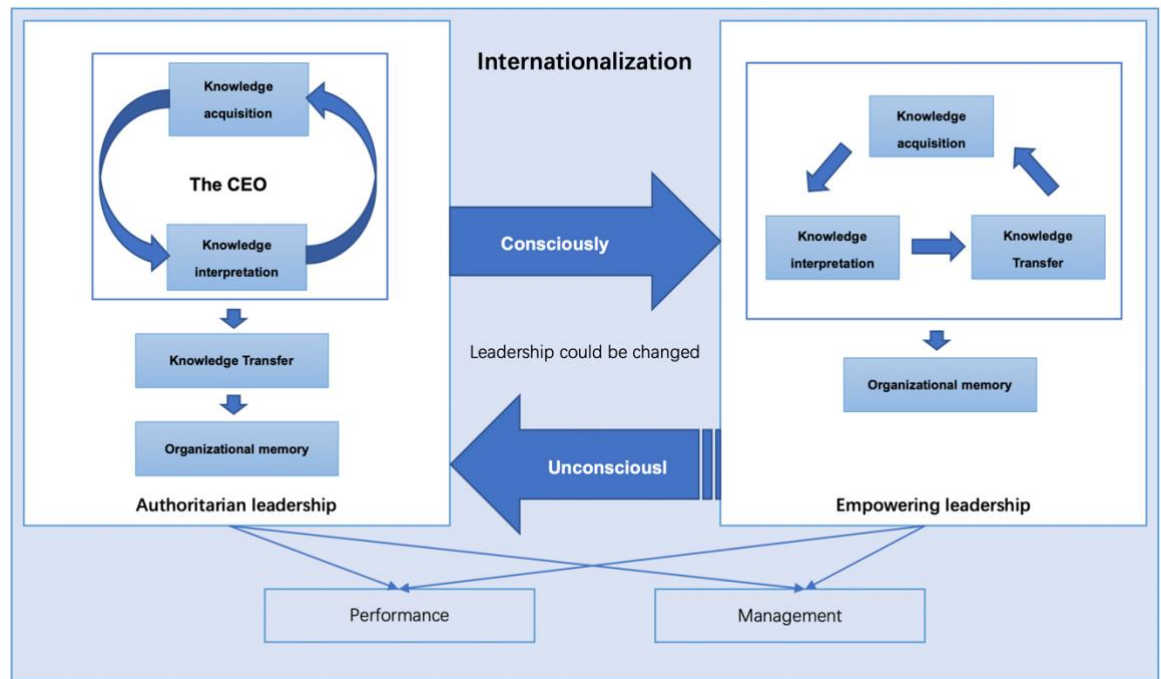 Internationalization
Knowledge
acquisition
The CEO
Knowledge
interpretation
Knowledge Transfer
Organizational memory
Authoritarian leadership
Consciously
Leadership could be changed
Unconsciousl
Knowledge
acquisition
Knowledge
interpretation
Knowledge
Transfer
Organizational memory
Empowering leadership
Performance
Management